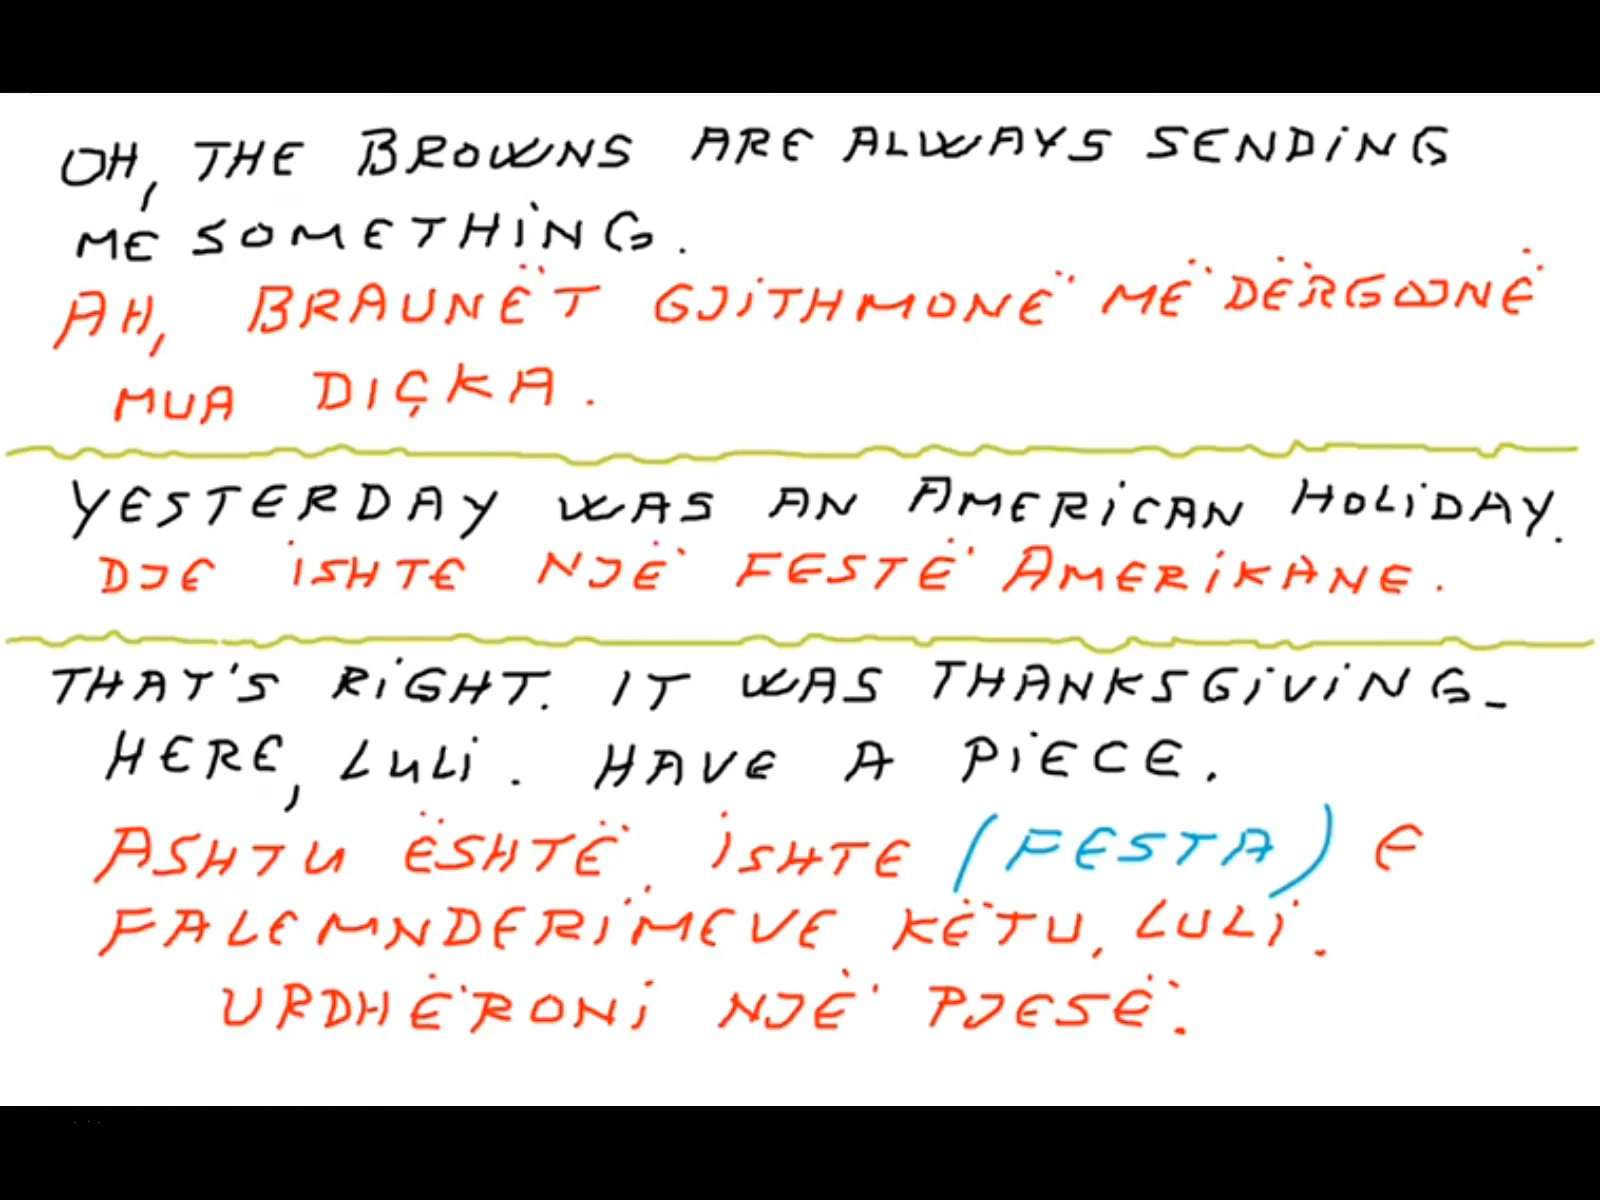 OH, THE BROWNS ARE ALWAYS SENDING
ME SOMETHING.
AH, BRAUNËT GJITHMONË MË DËRGOJNË
MUA DIÇKA.
YESTERDAY WAS AN AMERICAN HOLIDAY.
DJE ISHTE NJË FESTË AMERIKANE.
THAT'S RIGHT. IT WAS THANKSGIVING-
HERE, LULI. HAVE A PIECE.
ASHTU ËSHTË. ISHTE (FESTA) E
FALEMNDERIMEVE KËTU, LULI.
URDHËRONI NJË PJESË.